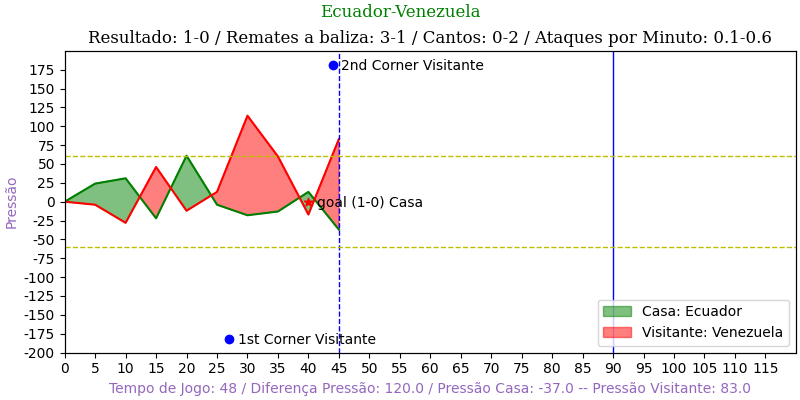 Ecuador-Venezuela
Resultado: 1-0 / Remates a baliza: 3-1 / Cantos: 0-2 / Ataques por Minuto: 0.1-0.6
Pressão
175
150
125
100
75
50
25
0
-25
-50
-75
-100
-125
-150
-175
-200
2nd Corner Visitante
goal (1-0) Casa
1st Corner Visitante
Casa: Ecuador
Visitante: Venezuela
0 5 10 15 20 25 30 35 40 45 50 55 60 65 70 75 80 85 90 95 100 105 110 115
Tempo de Jogo: 48 / Diferença Pressão: 120.0 / Pressão Casa: -37.0 -- Pressão Visitante: 83.0